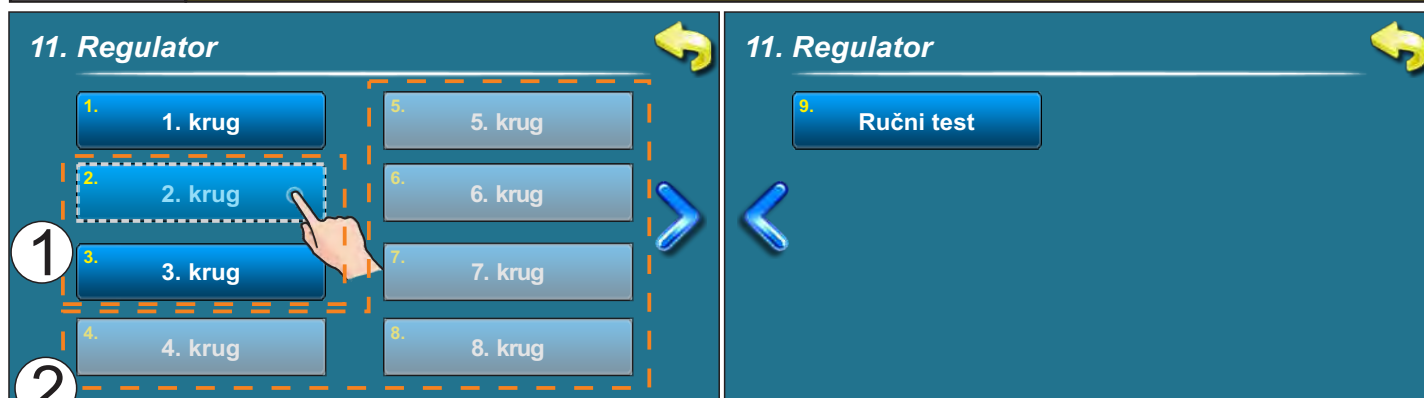 11. Regulator
1.
1. krug
2.
2. krug
3.
3. krug
4.
4. krug
5.
5. krug
6.
6. krug
7.
7. krug
8.
8. krug
1
2
11. Regulator
9.
Ručni test